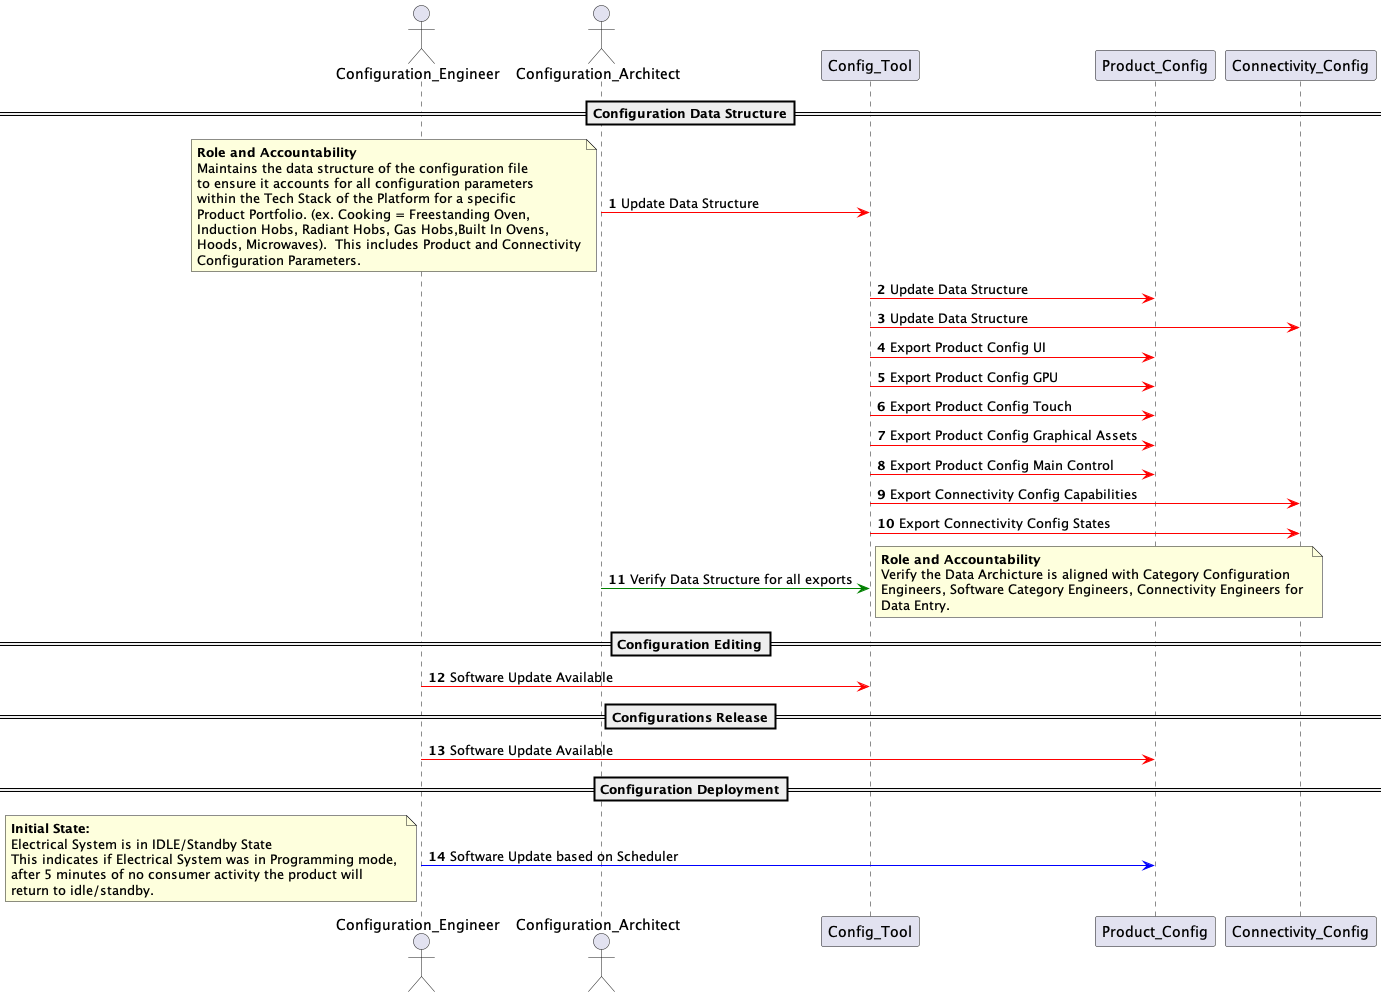 Configuration_Engineer Configuration_Architect
Config_Tool Product_Config Connectivity_Config
Configuration Data Structure
Role and Accountability
Maintains the data structure of the configuration file
to ensure it accounts for all configuration parameters
within the Tech Stack of the Platform for a specific
Product Portfolio. (ex. Cooking = Freestanding Oven,
Induction Hobs, Radiant Hobs, Gas Hobs,Built In Ovens,
Hoods, Microwaves).  This includes Product and Connectivity
Configuration Parameters.
1 Update Data Structure
2 Update Data Structure
3 Update Data Structure
4 Export Product Config UI
5 Export Product Config GPU
6 Export Product Config Touch
7 Export Product Config Graphical Assets
8 Export Product Config Main Control
9 Export Connectivity Config Capabilities
10 Export Connectivity Config States
11 Verify Data Structure for all exports
Role and Accountability
Verify the Data Archicture is aligned with Category Configuration
Engineers, Software Category Engineers, Connectivity Engineers for
Data Entry.
Configuration Editing
12 Software Update Available
Configurations Release
13 Software Update Available
Configuration Deployment
Initial State:
Electrical System is in IDLE/Standby State
This indicates if Electrical System was in Programming mode,
after 5 minutes of no consumer activity the product will
return to idle/standby.
14 Software Update based on Scheduler
Configuration_Engineer Configuration_Architect
Config_Tool Product_Config Connectivity_Config